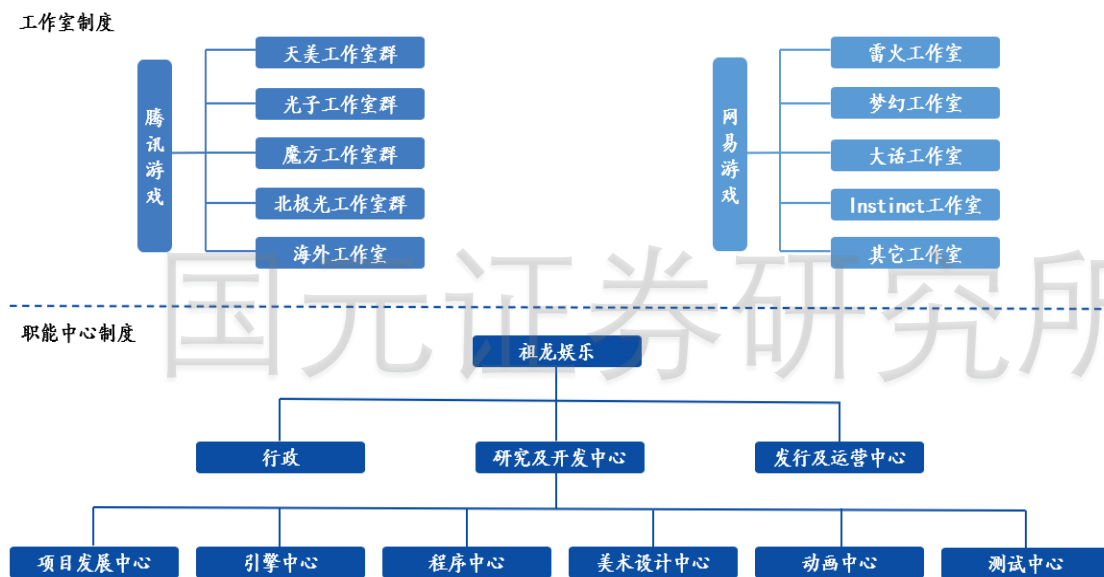 工作室制度
腾讯游戏
天美工作室群
光子工作室群
魔方工作室群
北极光工作室群
海外工作室
网易游戏
雷火工作室
梦幻工作室
大话工作室
Instinct工作室
其它工作室
国元证券研究所
职能中心制度
祖龙娱乐
行政
研究及开发中心
发行及运营中心
项目发展中心
引擎中心
程序中心
美术设计中心
动画中心
测试中心